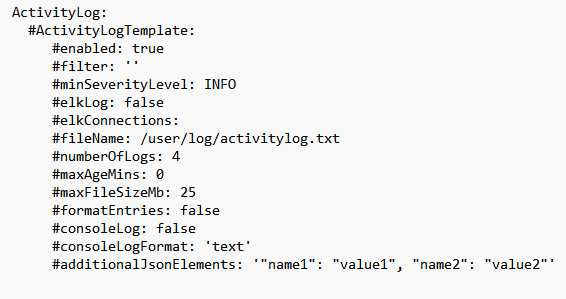 ActivityLog:
#ActivityLogTemplate:
#enabled: true
#filter: ''
#minSeverityLevel: INFO
#elkLog: false
#elkConnections:
#fileName: /user/log/activitylog.txt
#numberOfLogs: 4
#maxAgeMins: 0
#maxFileSizeMb: 25
#formatEntries: false
#consoleLog: false
#consoleLogFormat: 'text'
#additionalJsonElements: '"name1": "value1", "name2": "value2"'